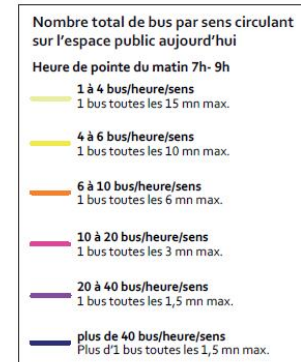 Nombre total de bus par sens circulant
sur l'espace public aujourd'hui
Heure de pointe du matin 7h- 9h
1 à 4 bus/heure/sens
1 bus toutes les 15 mn max.
4 à 6 bus/heure/sens
1 bus toutes les 10 mn max.
6 à 10 bus/heure/sens
1 bus toutes les 6 mn max.
10 à 20 bus/heure/sens
1 bus toutes les 3 mn max.
20 à 40 bus/heure/sens
1 bus toutes les 1,5 mn max.
plus de 40 bus/heure/sens
Plus d'1 bus toutes les 1,5 mn max.